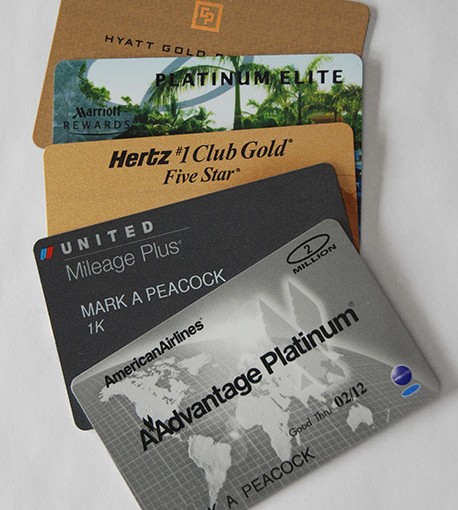 GP
HYATT GOLD
PLATINUM ELITE
Marriott
REWARDS
Hertz #1 Club Gold®
Five Star®
UNITED
Mileage Plus®
MARK A PEACOCK
1K
2
MILLION
AmericanAirlines®
AAdvantage Platinum®
Good Thru 02/12
K A PEACOCK